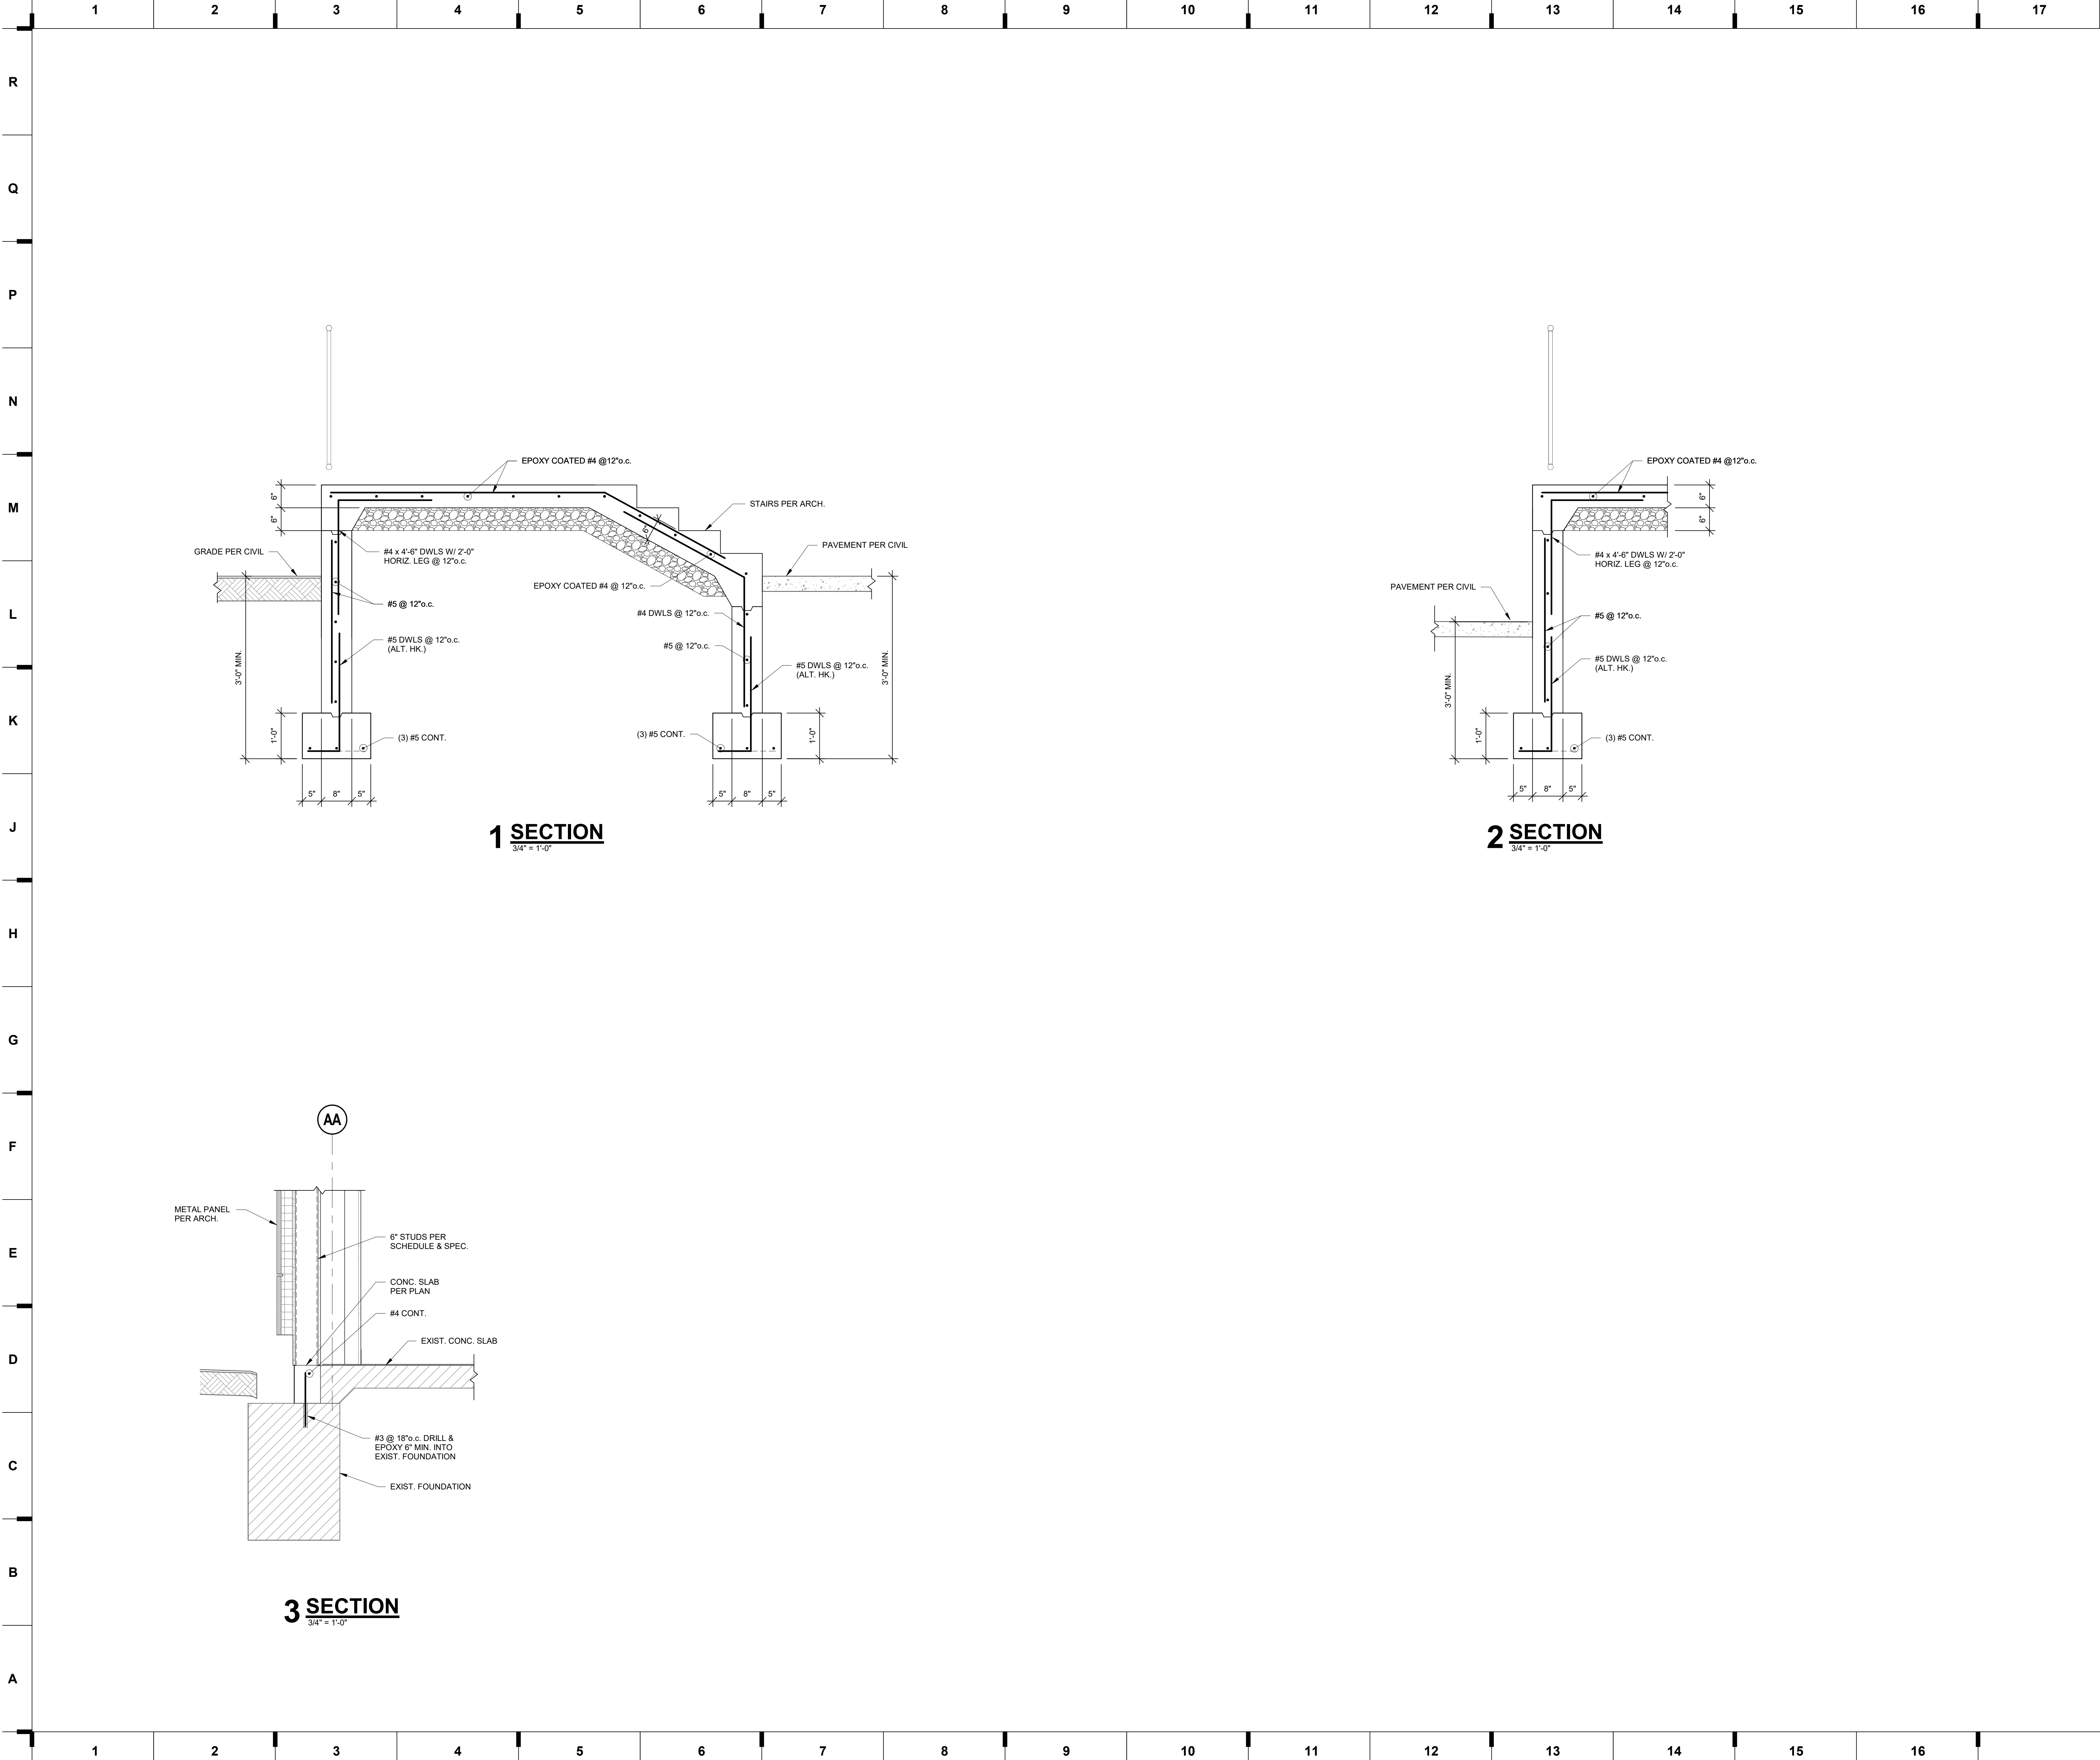 1 2 3 4 5 6 7 8 9 10 11 12 13 14 15 16 17
R
Q
P
N
M
L
K
J
H
G
F
E
D
C
B
A
EPOXY COATED #4 @12"o.c.
6"
6"
STAIRS PER ARCH.
6"
GRADE PER CIVIL
#4 x 4'-6" DWLS W/ 2'-0"
HORIZ. LEG @ 12"o.c.
PAVEMENT PER CIVIL
EPOXY COATED #4 @ 12"o.c.
#5 @ 12"o.c.
#4 DWLS @ 12"o.c.
#5 DWLS @ 12"o.c.
(ALT. HK.)
#5 @ 12"o.c.
#5 DWLS @ 12"o.c.
(ALT. HK.)
3'-0" MIN.
3'-0" MIN.
1'-0"
(3) #5 CONT.
(3) #5 CONT.
1'-0"
5" 8" 5"
5" 8" 5"
1 SECTION
3/4" = 1'-0"
EPOXY COATED #4 @12"o.c.
6"
6"
#4 x 4'-6" DWLS W/ 2'-0"
HORIZ. LEG @ 12"o.c.
PAVEMENT PER CIVIL
#5 @ 12"o.c.
#5 DWLS @ 12"o.c.
(ALT. HK.)
3'-0" MIN.
1'-0"
(3) #5 CONT.
5" 8" 5"
2 SECTION
3/4" = 1'-0"
AA
METAL PANEL
PER ARCH.
6" STUDS PER
SCHEDULE & SPEC.
CONC. SLAB
PER PLAN
#4 CONT.
EXIST. CONC. SLAB
#3 @ 18"o.c. DRILL &
EPOXY 6" MIN. INTO
EXIST. FOUNDATION
EXIST. FOUNDATION
3 SECTION
3/4" = 1'-0"
1 2 3 4 5 6 7 8 9 10 11 12 13 14 15 16